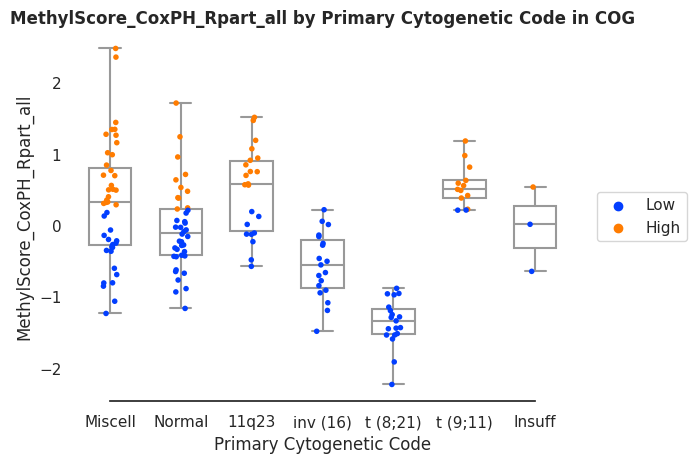 MethylScore_CoxPH_Rpart_all by Primary Cytogenetic Code in COG
MethylScore_CoxPH_Rpart_all
2
1
0
−1
−2
Low
High
Miscell Normal 11q23 inv (16) t (8;21) t (9;11) Insuff
Primary Cytogenetic Code